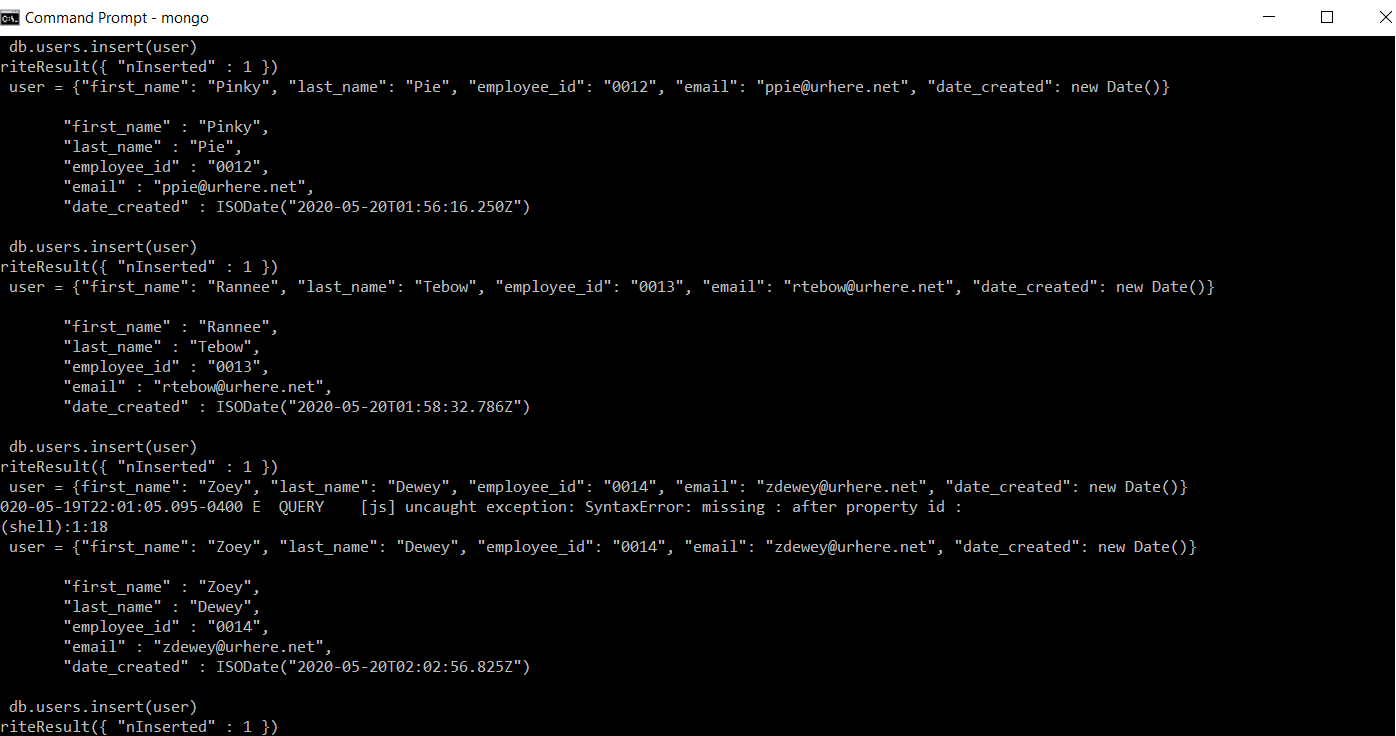 Command Prompt - mongo
db.users.insert(user)
riteResult({ "nInserted" : 1 })
user = {"first_name": "Pinky", "last_name": "Pie", "employee_id": "0012", "email": "ppie@urhere.net", "date_created": new Date()}
"first_name" : "Pinky",
"last_name" : "Pie",
"employee_id" : "0012",
"email" : "ppie@urhere.net",
"date_created" : ISODate("2020-05-20T01:56:16.250Z")
db.users.insert(user)
riteResult({ "nInserted" : 1 })
user = {"first_name": "Rannee", "last_name": "Tebow", "employee_id": "0013", "email": "rtebow@urhere.net", "date_created": new Date()}
"first_name" : "Rannee",
"last_name" : "Tebow",
"employee_id" : "0013",
"email" : "rtebow@urhere.net",
"date_created" : ISODate("2020-05-20T01:58:32.786Z")
db.users.insert(user)
riteResult({ "nInserted" : 1 })
user = {first_name": "Zoey", "last_name": "Dewey", "employee_id": "0014", "email": "zdewey@urhere.net", "date_created": new Date()}
020-05-19T22:01:05.095-0400 E  QUERY    [js] uncaught exception: SyntaxError: missing : after property id :
(shell):1:18
user = {"first_name": "Zoey", "last_name": "Dewey", "employee_id": "0014", "email": "zdewey@urhere.net", "date_created": new Date()}
"first_name" : "Zoey",
"last_name" : "Dewey",
"employee_id" : "0014",
"email" : "zdewey@urhere.net",
"date_created" : ISODate("2020-05-20T02:02:56.825Z")
db.users.insert(user)
riteResult({ "nInserted" : 1 })